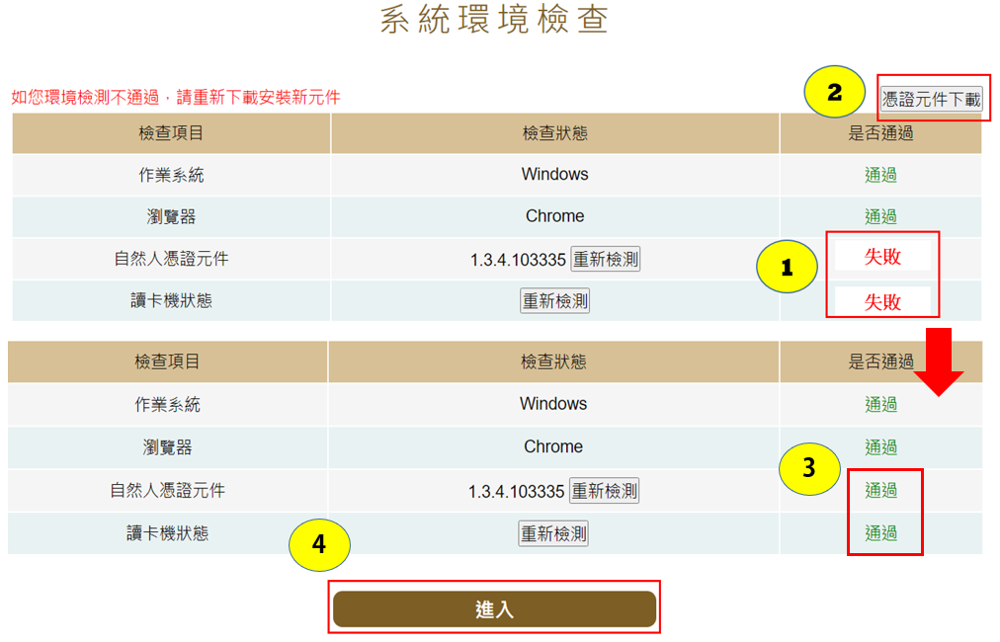 系統環境檢查
如您環境檢測不通過，請重新下載安裝新元件
2
憑證元件下載
檢查項目 檢查狀態 是否通過
作業系統 Windows 通過
瀏覽器 Chrome 通過
自然人憑證元件 1.3.4.103335 重新檢測 1 失敗
讀卡機狀態 重新檢測 失敗
檢查項目 檢查狀態 是否通過
作業系統 Windows 通過
瀏覽器 Chrome 通過
3
自然人憑證元件 1.3.4.103335 重新檢測 通過
讀卡機狀態 重新檢測 通過
4
進入